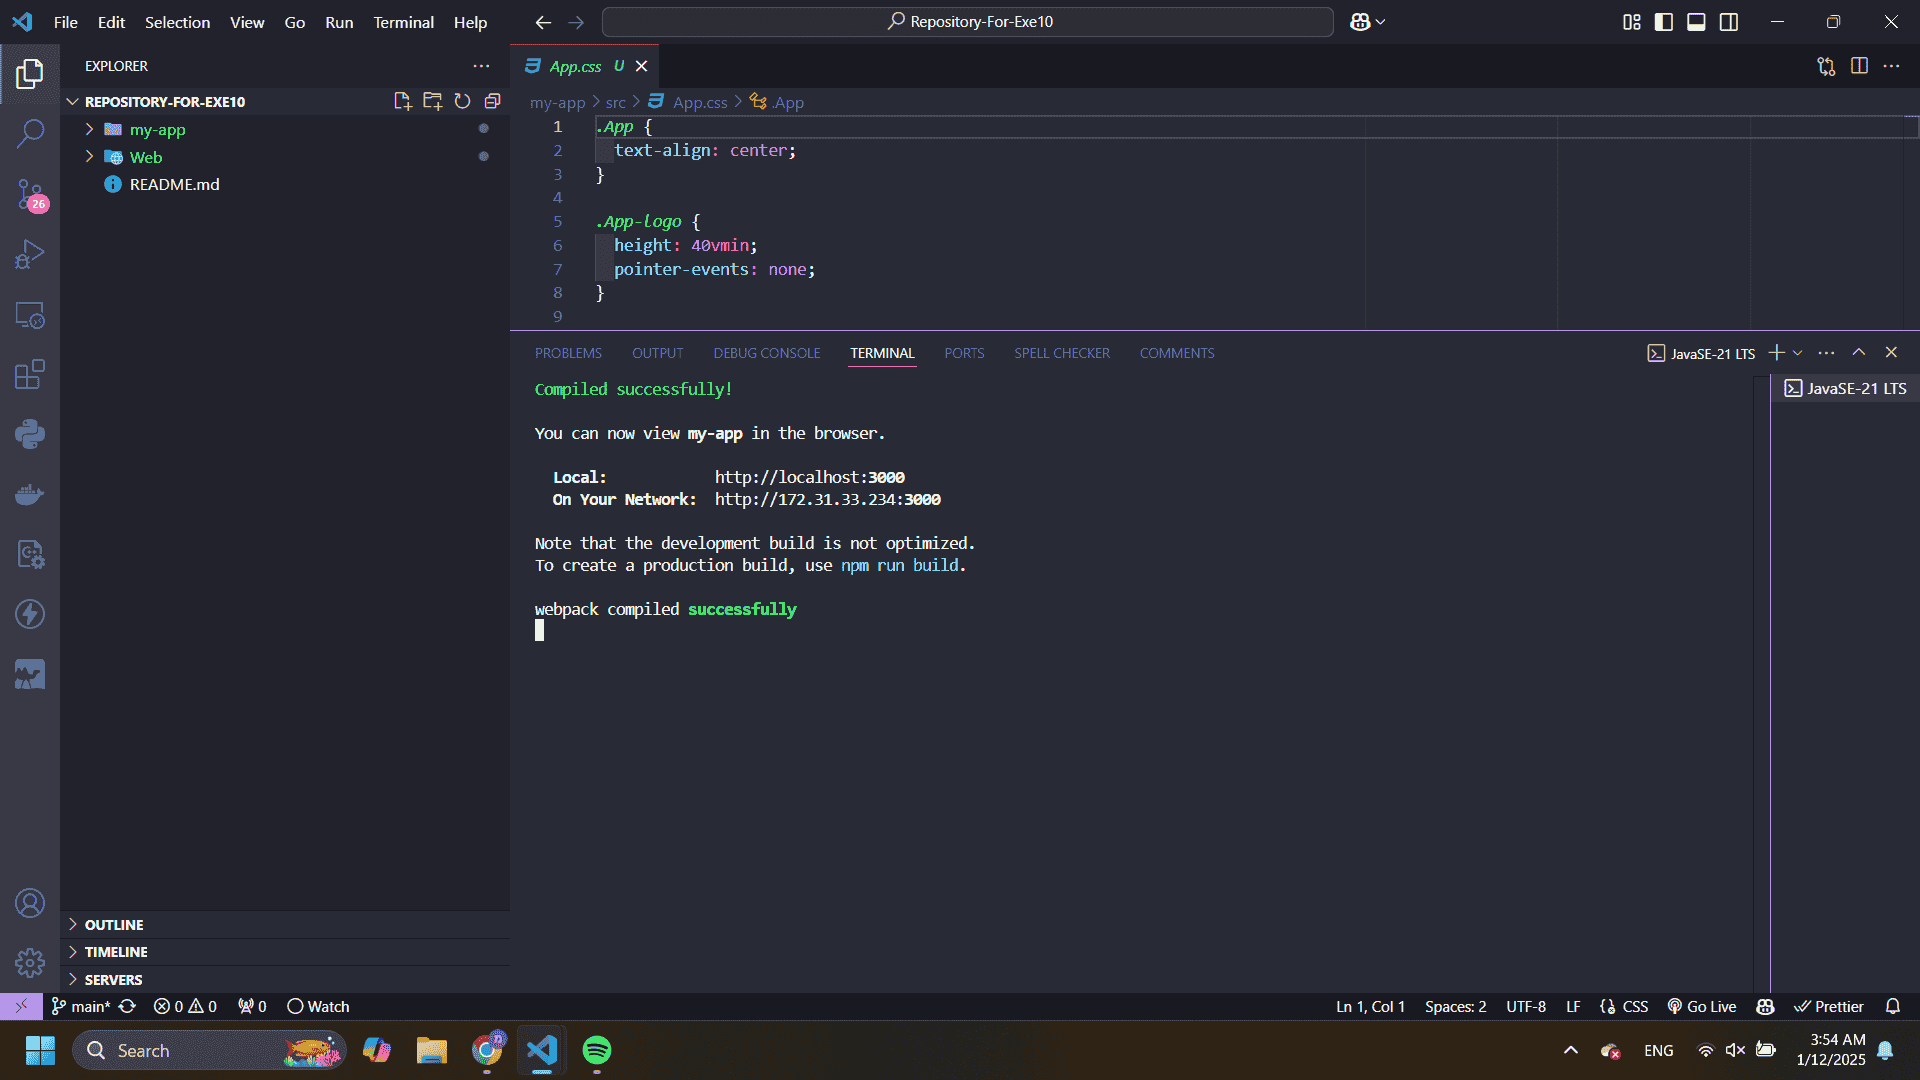 File Edit Selection View Go Run Terminal Help
Repository-For-Exe10
EXPLORER
REPOSITORY-FOR-EXE10
my-app
Web
README.md
26
OUTLINE
TIMELINE
SERVERS
App.css U
my-app > src > App.css > .App
1 .App {
2 text-align: center;
3 }
4
5 .App-logo {
6 height: 40vmin;
7 pointer-events: none;
8 }
9
PROBLEMS OUTPUT DEBUG CONSOLE TERMINAL PORTS SPELL CHECKER COMMENTS
JavaSE-21 LTS
JavaSE-21 LTS
Compiled successfully!
You can now view my-app in the browser.
Local: http://localhost:3000
On Your Network: http://172.31.33.234:3000
Note that the development build is not optimized.
To create a production build, use npm run build.
webpack compiled successfully
main* 0 0 0 Watch
Ln 1, Col 1 Spaces: 2 UTF-8 LF CSS Go Live Prettier
Search
ENG
3:54 AM
1/12/2025